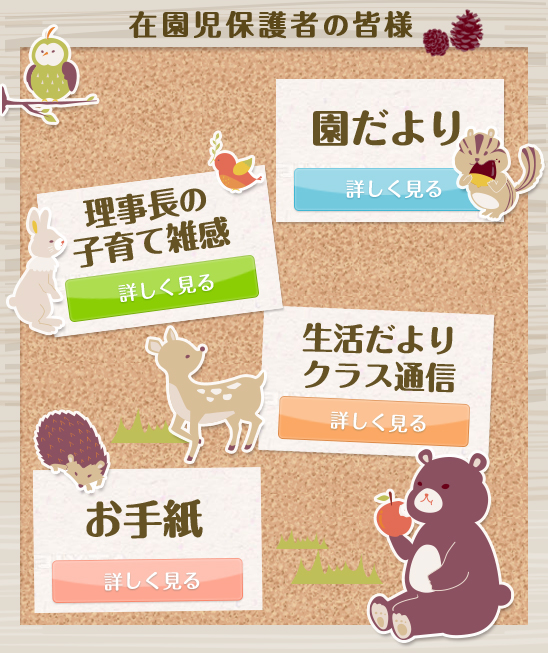 在園児保護者の皆様
園だより
詳しく見る
理事長の
子育て雑感
詳しく見る
生活だより
クラス通信
詳しく見る
お手紙
詳しく見る